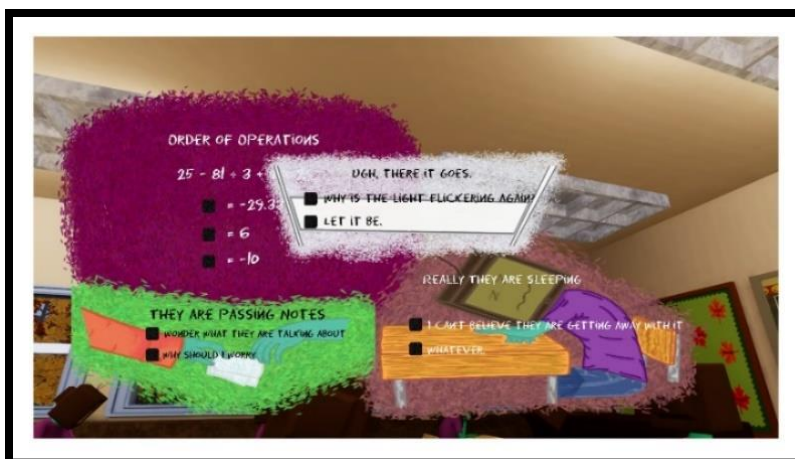 ORDER OF OPERATIONS
25 - 81 ÷ 3 +
= -29.3
= 6
= -10
UGH, THERE IT GOES.
WHY IS THE LIGHT FLICKERING AGAIN
LET IT BE.
THEY ARE PASSING NOTES
WONDER WHAT THEY ARE TALKING ABOUT
WHY SHOULD I WORRY
REALLY THEY ARE SLEEPING
I CAN'T BELIEVE THEY ARE GETTING AWAY WITH IT
WHATEVER